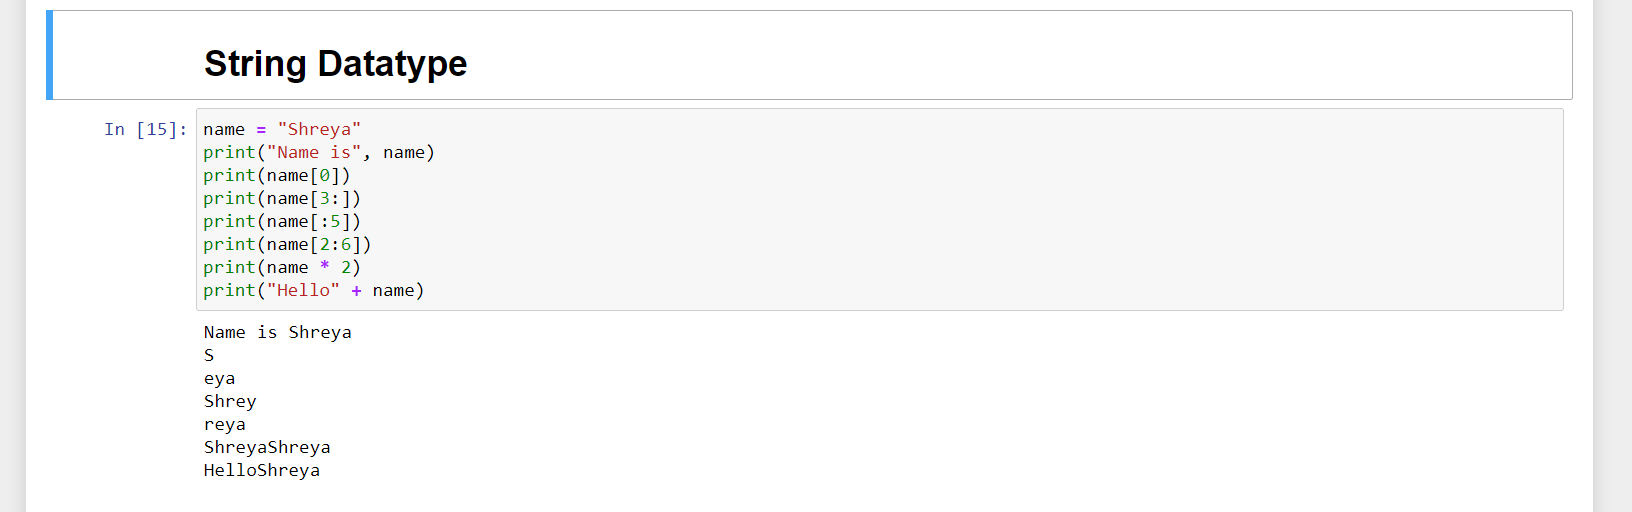 String Datatype
In [15]:
name = "Shreya"
print("Name is", name)
print(name[0])
print(name[3:])
print(name[:5])
print(name[2:6])
print(name * 2)
print("Hello" + name)
Name is Shreya
S
eya
Shrey
reya
ShreyaShreya
HelloShreya